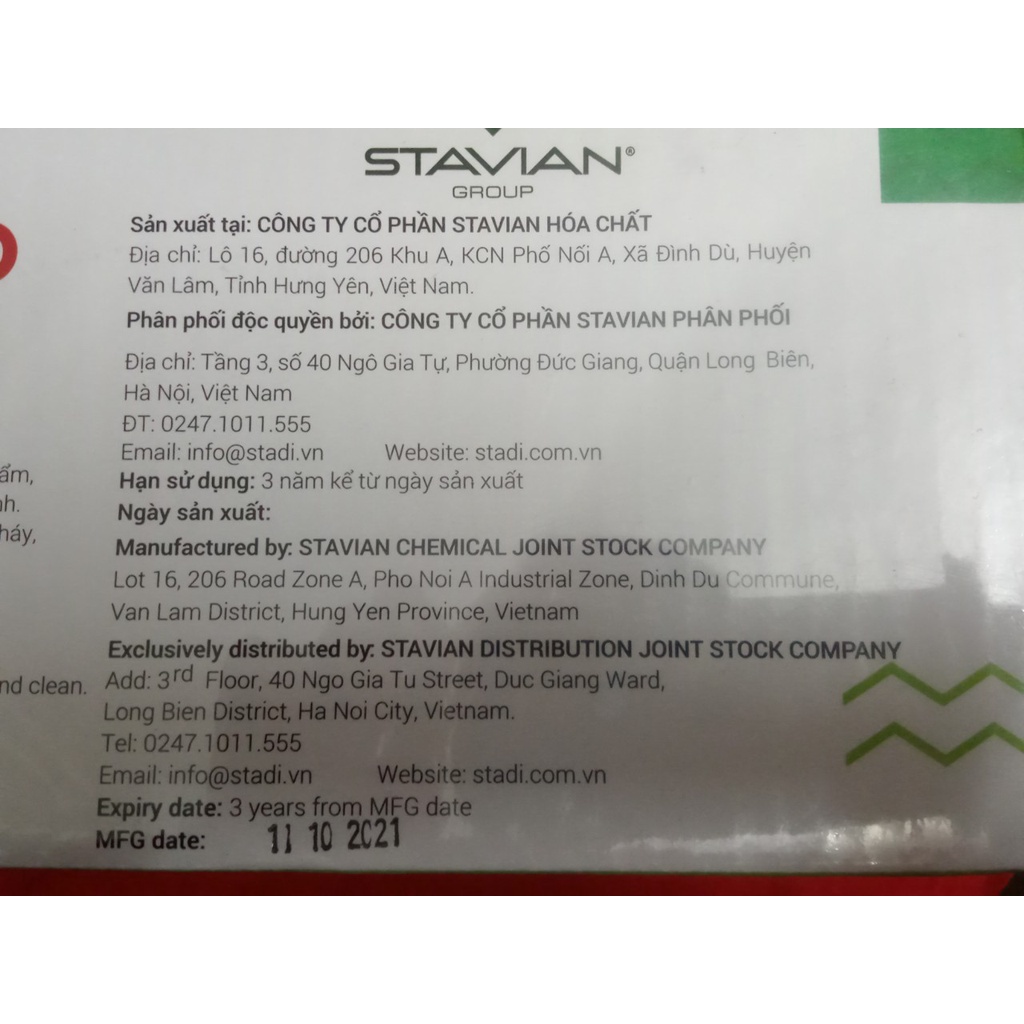 STAVIAN®
GROUP
Sản xuất tại: CÔNG TY CỔ PHẦN STAVIAN HÓA CHẤT
Địa chỉ: Lô 16, đường 206 Khu A, KCN Phố Nối A, Xã Đình Dù, Huyện
Văn Lâm, Tỉnh Hưng Yên, Việt Nam.
Phân phối độc quyền bởi: CÔNG TY CỔ PHẦN STAVIAN PHÂN PHỐI
Địa chỉ: Tầng 3, số 40 Ngô Gia Tự, Phường Đức Giang, Quận Long Biên,
Hà Nội, Việt Nam
ĐT: 0247.1011.555
Email: info@stadi.vn Website: stadi.com.vn
Hạn sử dụng: 3 năm kể từ ngày sản xuất
Ngày sản xuất:
Manufactured by: STAVIAN CHEMICAL JOINT STOCK COMPANY
Lot 16, 206 Road Zone A, Pho Noi A Industrial Zone, Dinh Du Commune,
Van Lam District, Hung Yen Province, Vietnam
Exclusively distributed by: STAVIAN DISTRIBUTION JOINT STOCK COMPANY
clean. Add: 3rd Floor, 40 Ngo Gia Tu Street, Duc Giang Ward,
Long Bien District, Ha Noi City, Vietnam.
Tel: 0247.1011.555
Email: info@stadi.vn Website: stadi.com.vn
Expiry date: 3 years from MFG date
MFG date: 11 10 2021